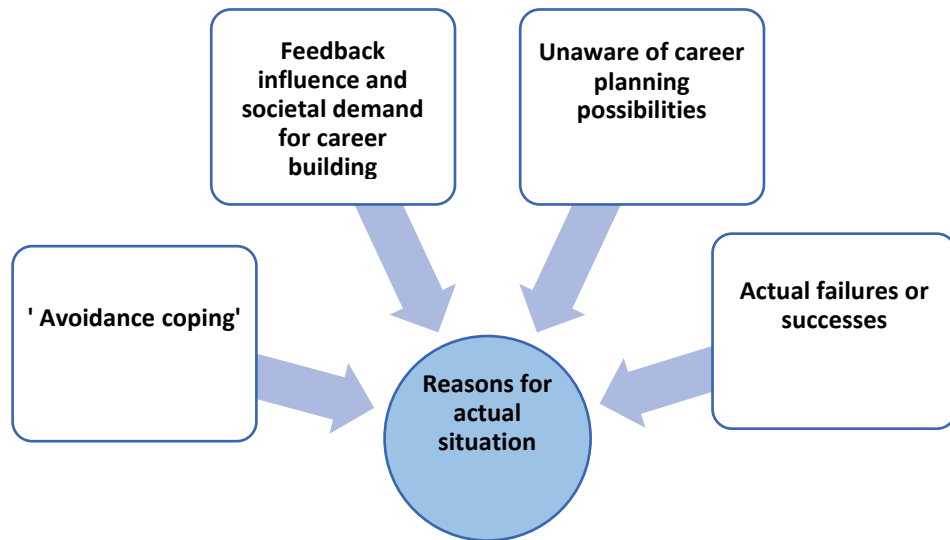 Feedback
influence and
societal demand
for career
building
Unaware of career
planning
possibilities
' Avoidance coping'
Actual failures or
successes
Reasons for
actual
situation